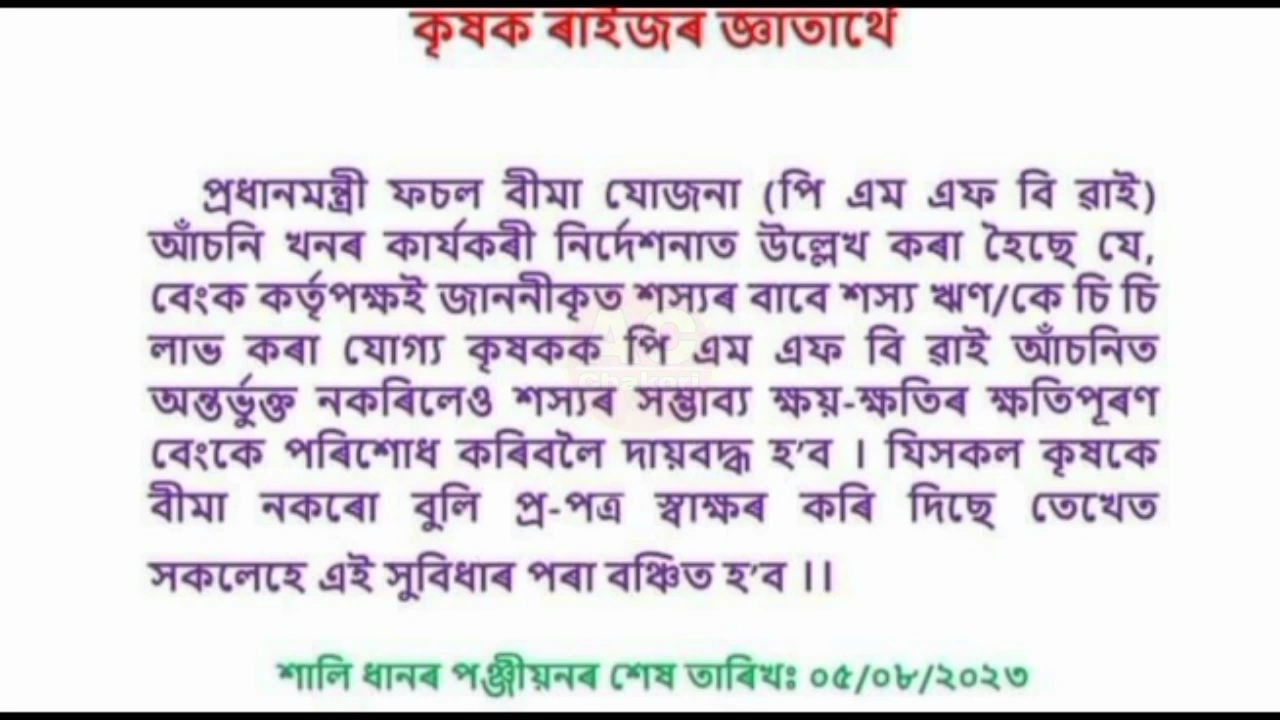 কৃষক ৰাইজৰ জ্ঞাতাৰ্থে
প্ৰধানমন্ত্ৰী ফচল বীমা যোজনা (পি এম এফ বি ৱাই)
আঁচনি খনৰ কাৰ্যকৰী নিৰ্দেশনাত উল্লেখ কৰা হৈছে যে,
বেংক কৰ্তৃপক্ষই জাননীকৃত শস্যৰ বাবে শস্য ঋণ/কে চি চি
লাভ কৰা যোগ্য কৃষকক পি এম এফ বি ৱাই আঁচনিত
অন্তৰ্ভুক্ত নকৰিলেও শস্যৰ সম্ভাব্য ক্ষয়-ক্ষতিৰ ক্ষতিপূৰণ
বেংকে পৰিশোধ কৰিবলৈ দায়বদ্ধ হ’ব । যিসকল কৃষকে
বীমা নকৰো বুলি প্ৰ-পত্ৰ স্বাক্ষৰ কৰি দিছে তেখেত
সকলেহে এই সুবিধাৰ পৰা বঞ্চিত হ’ব ।।
শালি ধানৰ পঞ্জীয়নৰ শেষ তাৰিখঃ ০৫/০৮/২০২৩